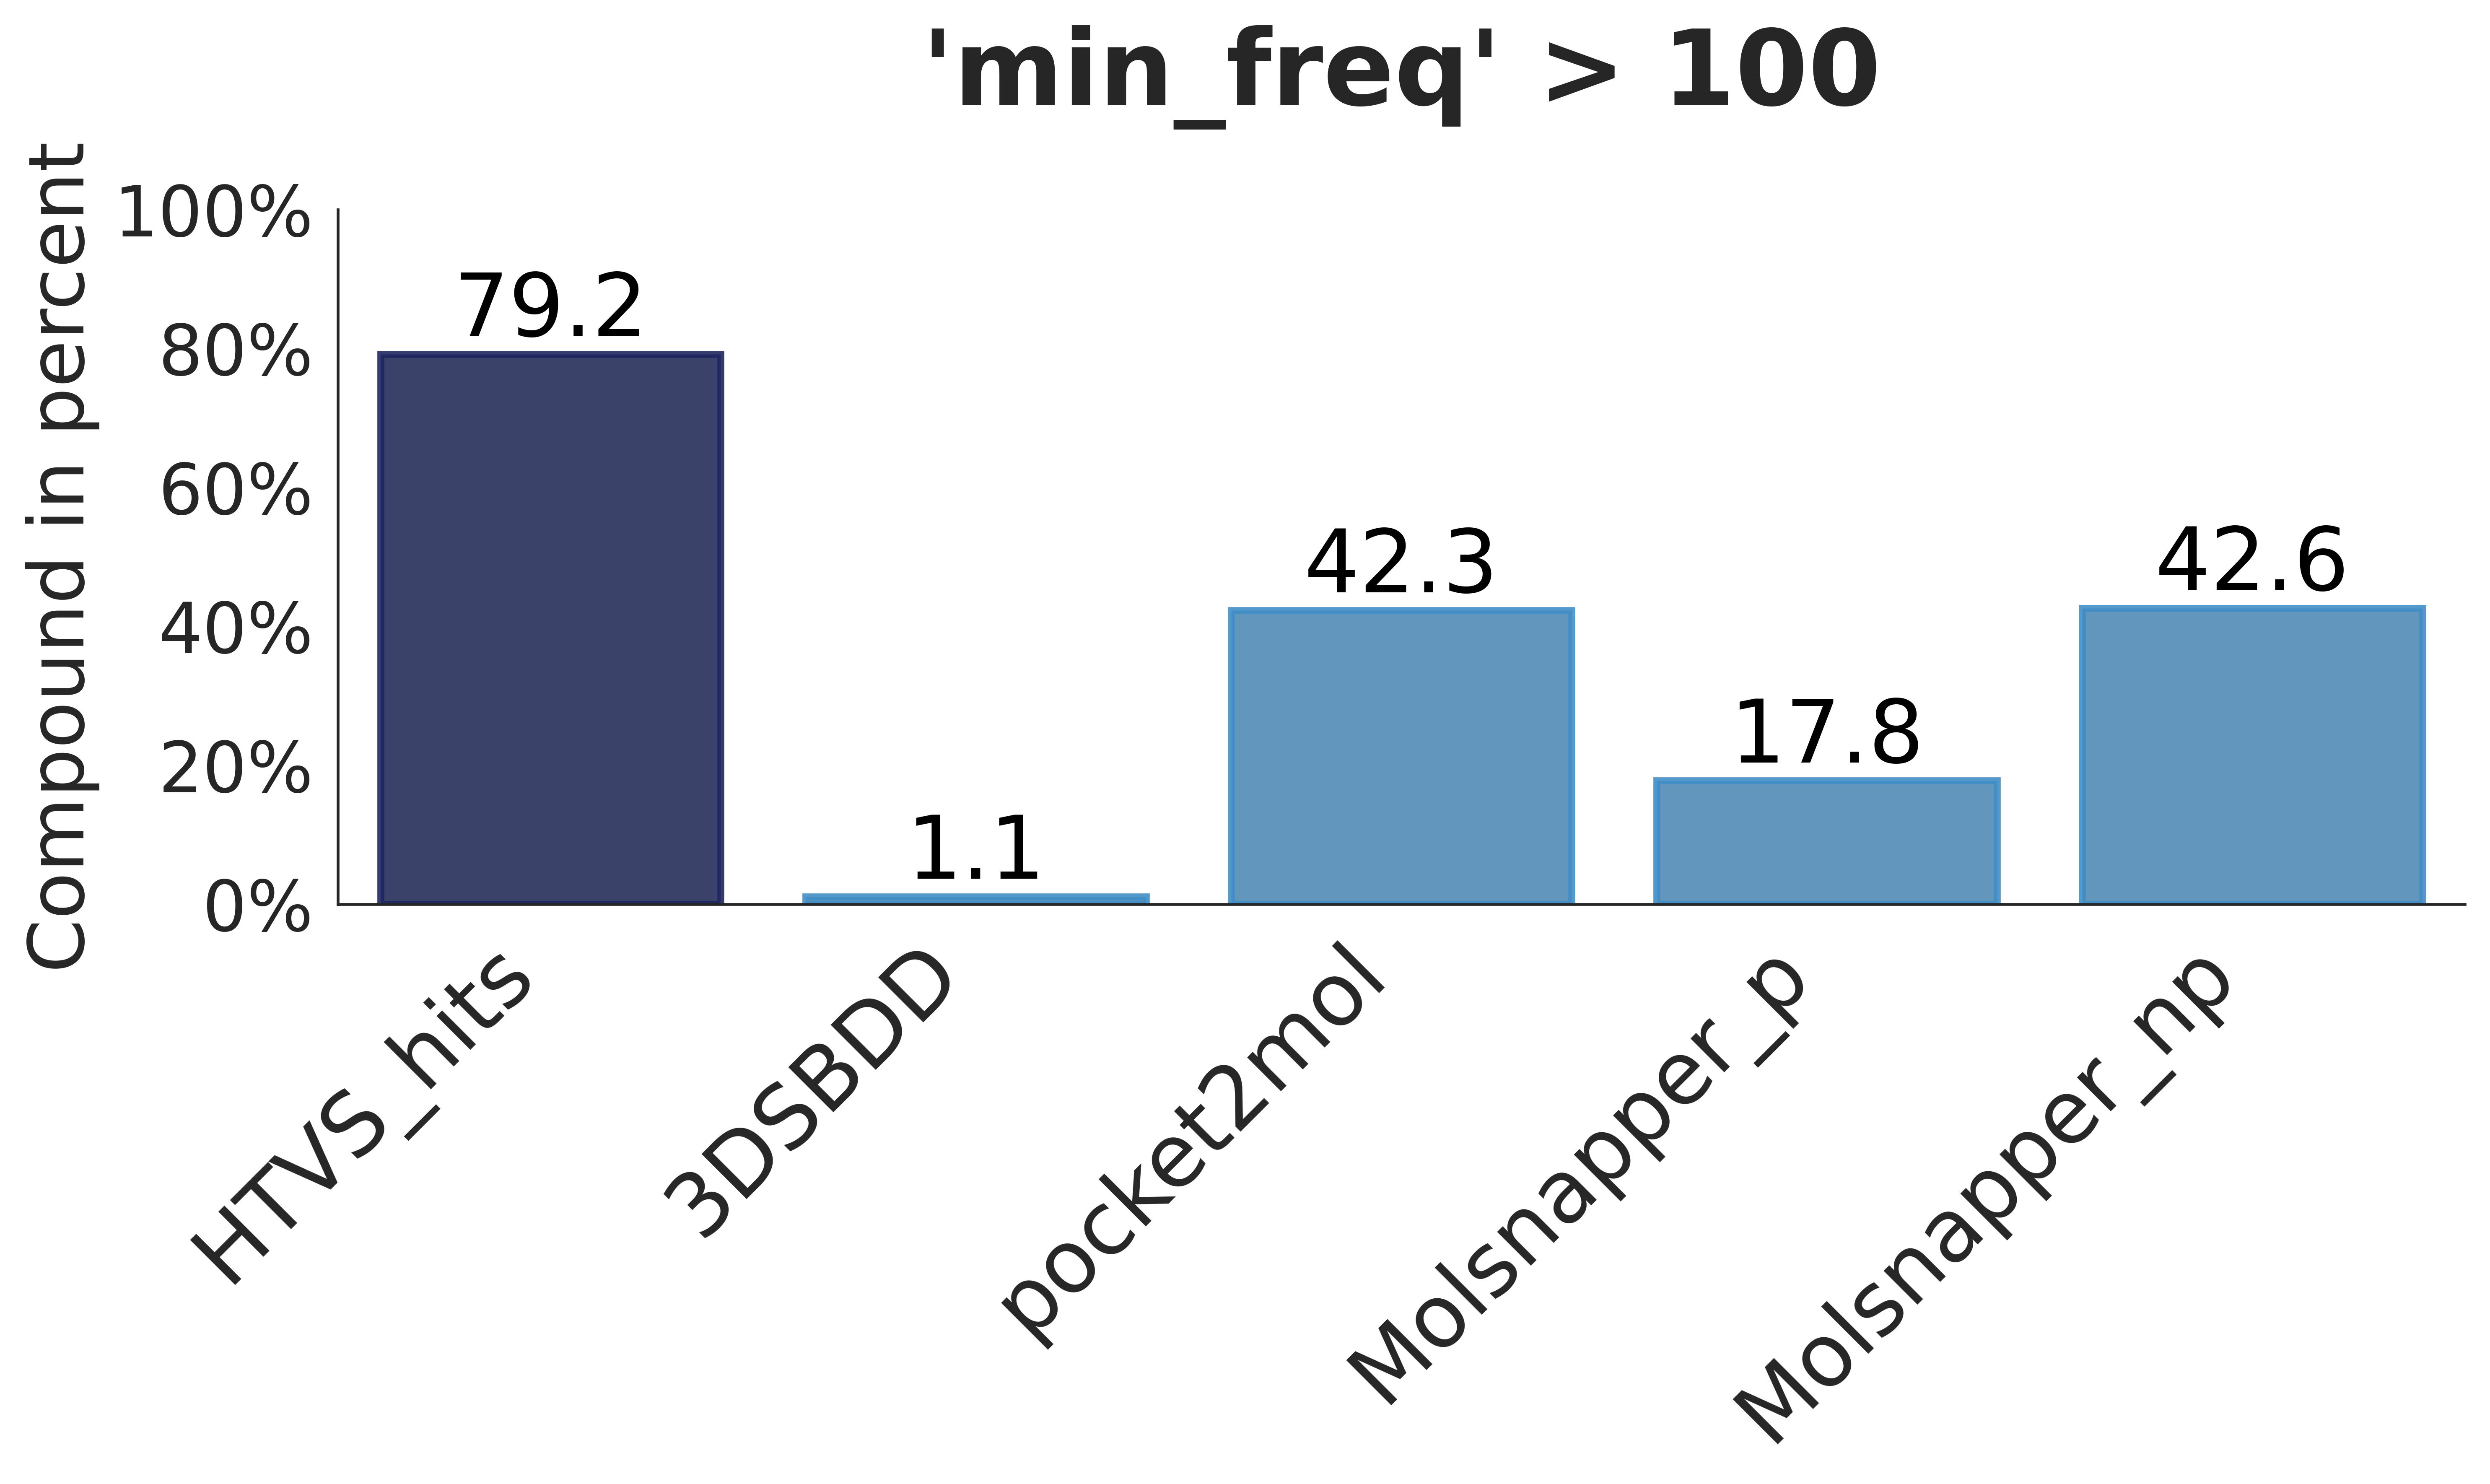 'min_freq' > 100
Compound in percent
100%
80%
60%
40%
20%
0%
79.2
1.1
42.3
17.8
42.6
HTVS_hits
3DSBDD
pocket2mol
Molsnapper_p
Molsnapper_np